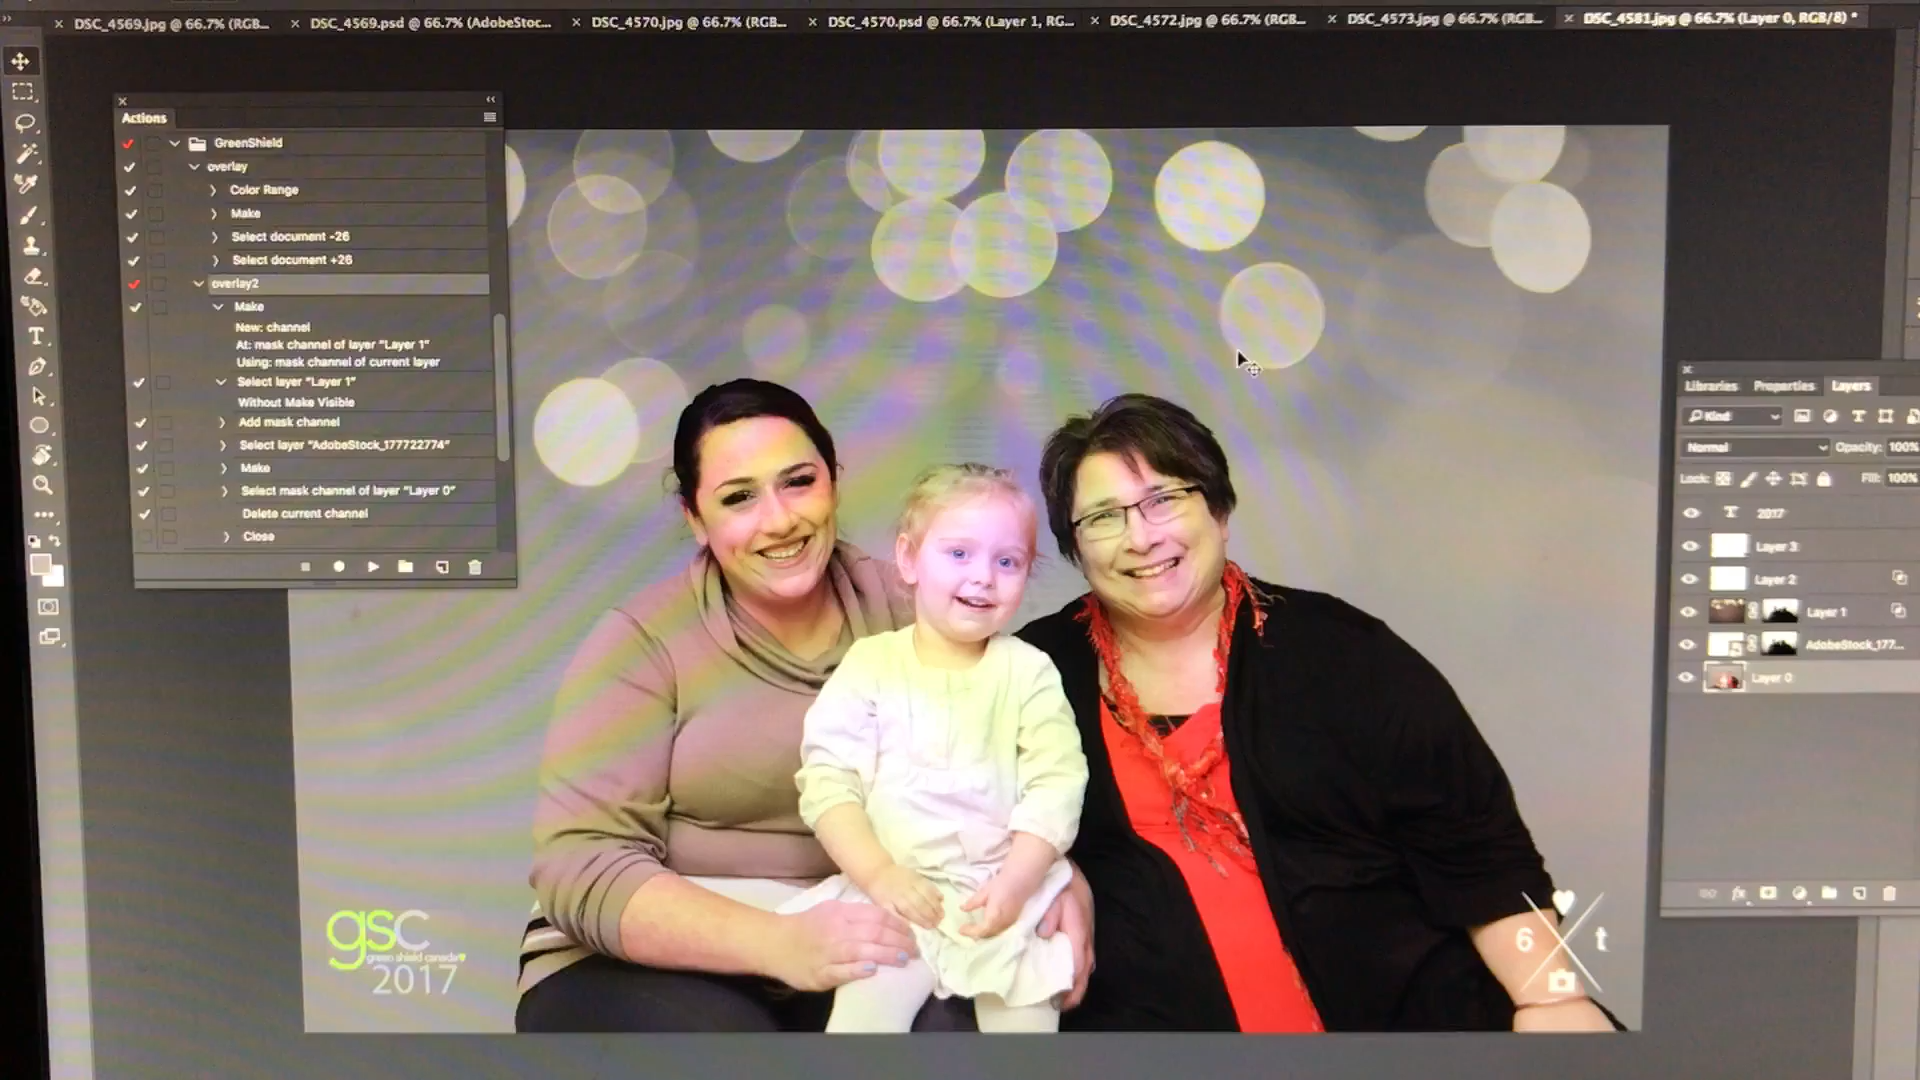 DSC_4569.jpg @ 66.7% (RGB...
DSC_4569.psd @ 66.7% (AdobeStoc...
DSC_4570.jpg @ 66.7% (RGB...
DSC_4570.psd @ 66.7% (Layer 1, RG...
DSC_4572.jpg @ 66.7% (RGB...
DSC_4573.jpg @ 66.7% (RGB...
DSC_4581.jpg @ 66.7% (Layer 0, RGB/8) *
Actions
GreenShield
overlay
Color Range
Make
Select document -26
Select document +26
overlay2
Make
New: channel
At: mask channel of layer "Layer 1"
Using: mask channel of current layer
Select layer "Layer 1"
Without Make Visible
Add mask channel
Select layer "AdobeStock_177722774"
Make
Select mask channel of layer "Layer 0"
Delete current channel
Close
Libraries
Properties
Layers
Kind
Normal
Opacity: 100%
Lock:
Fill: 100%
2017
Layer 3
Layer 2
Layer 1
AdobeStock_177...
Layer 0
gsc
green shield canada
2017
6 t